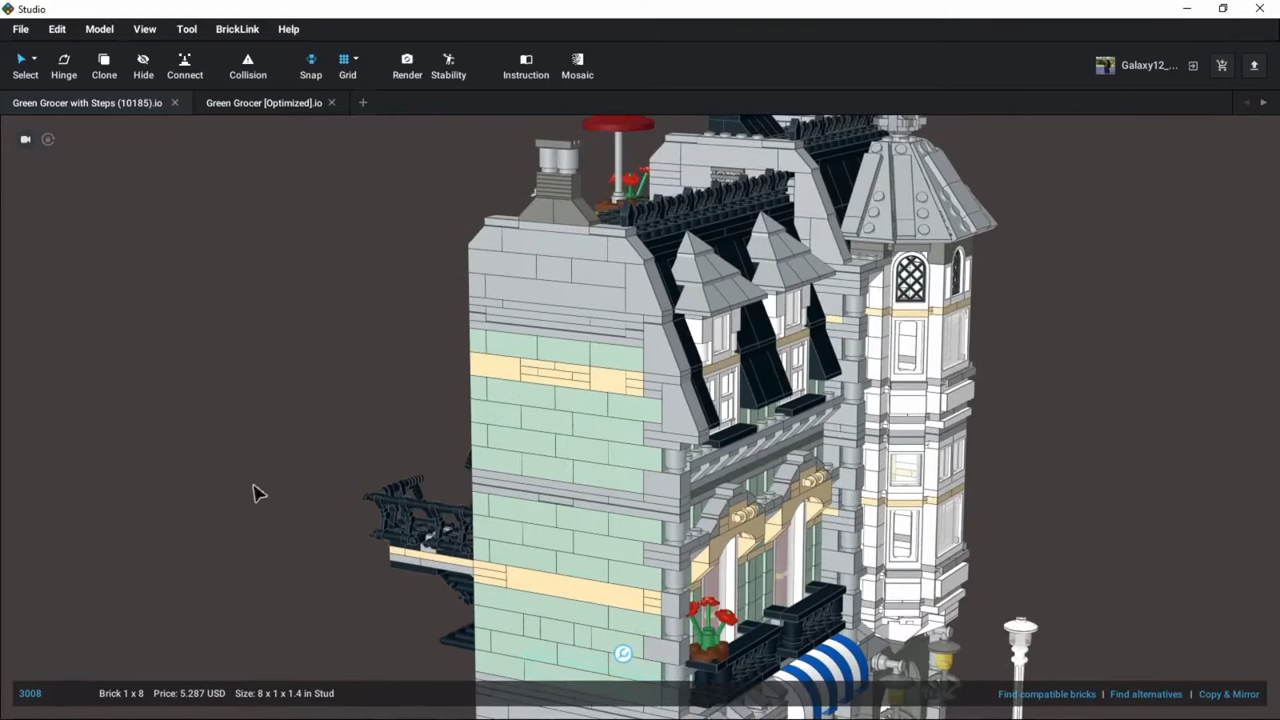 Studio
File Edit Model View Tool BrickLink Help
Select Hinge Clone Hide Connect Collision Snap Grid Render Stability Instruction Mosaic Galaxy12_...
Green Grocer with Steps (10185).io Green Grocer [Optimized].io
3008 Brick 1 x 8 Price: 5.287 USD Size: 8 x 1 x 1.4 in Stud Find compatible bricks | Find alternatives | Copy & Mirror